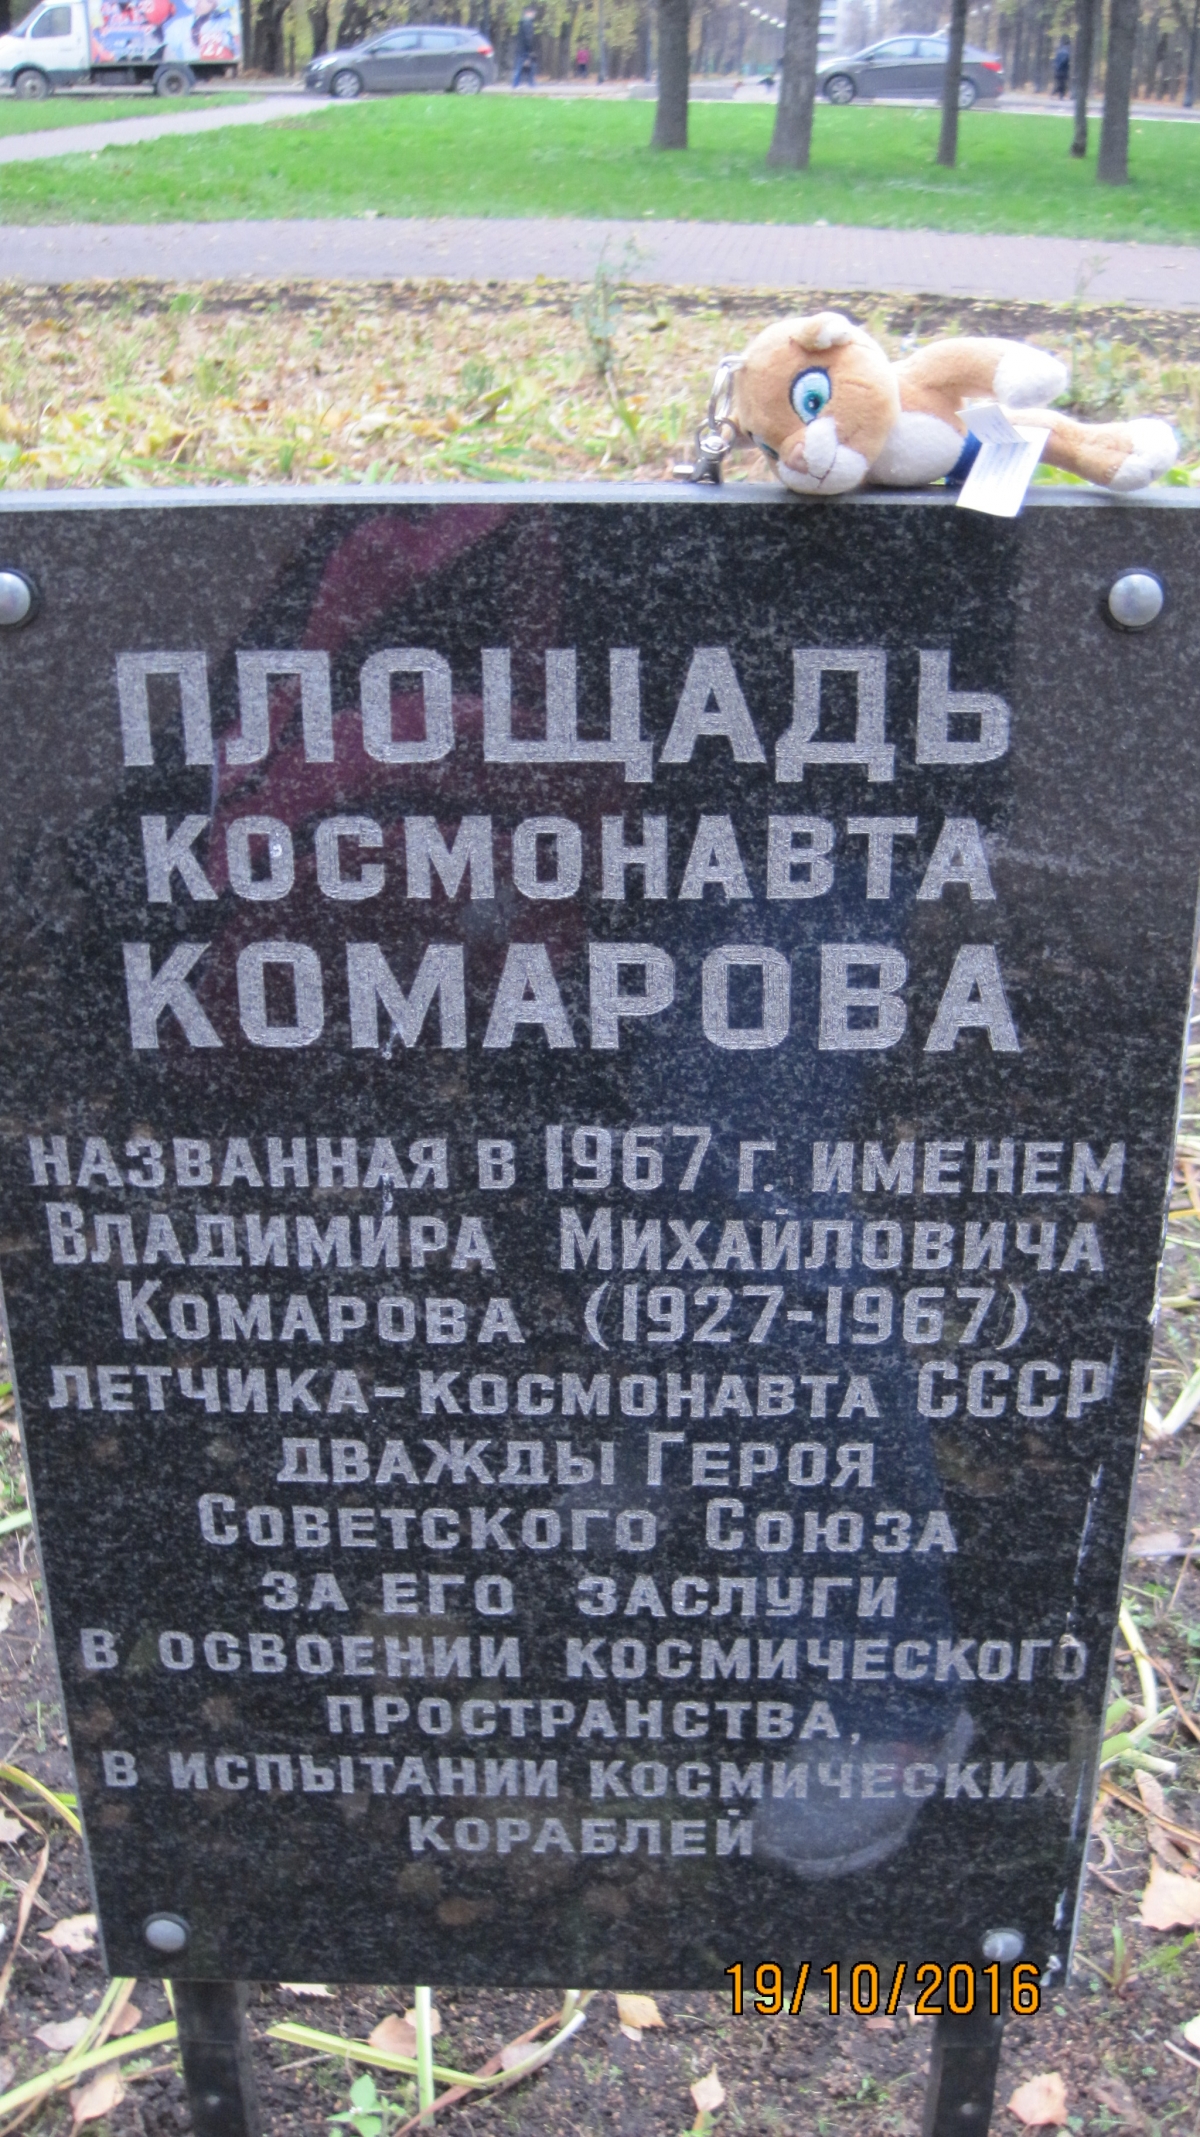 ПЛОЩАДЬ
КОСМОНАВТА
КОМАРОВА
НАЗВАННАЯ В 1967 Г. ИМЕНЕМ
ВЛАДИМИРА МИХАЙЛОВИЧА
КОМАРОВА (1927-1967)
ЛЕТЧИКА-КОСМОНАВТА СССР
ДВАЖДЫ ГЕРОЯ
СОВЕТСКОГО СОЮЗА
ЗА ЕГО ЗАСЛУГИ
В ОСВОЕНИИ КОСМИЧЕСКОГО
ПРОСТРАНСТВА,
В ИСПЫТАНИИ КОСМИЧЕСКИХ
КОРАБЛЕЙ
19/10/2016